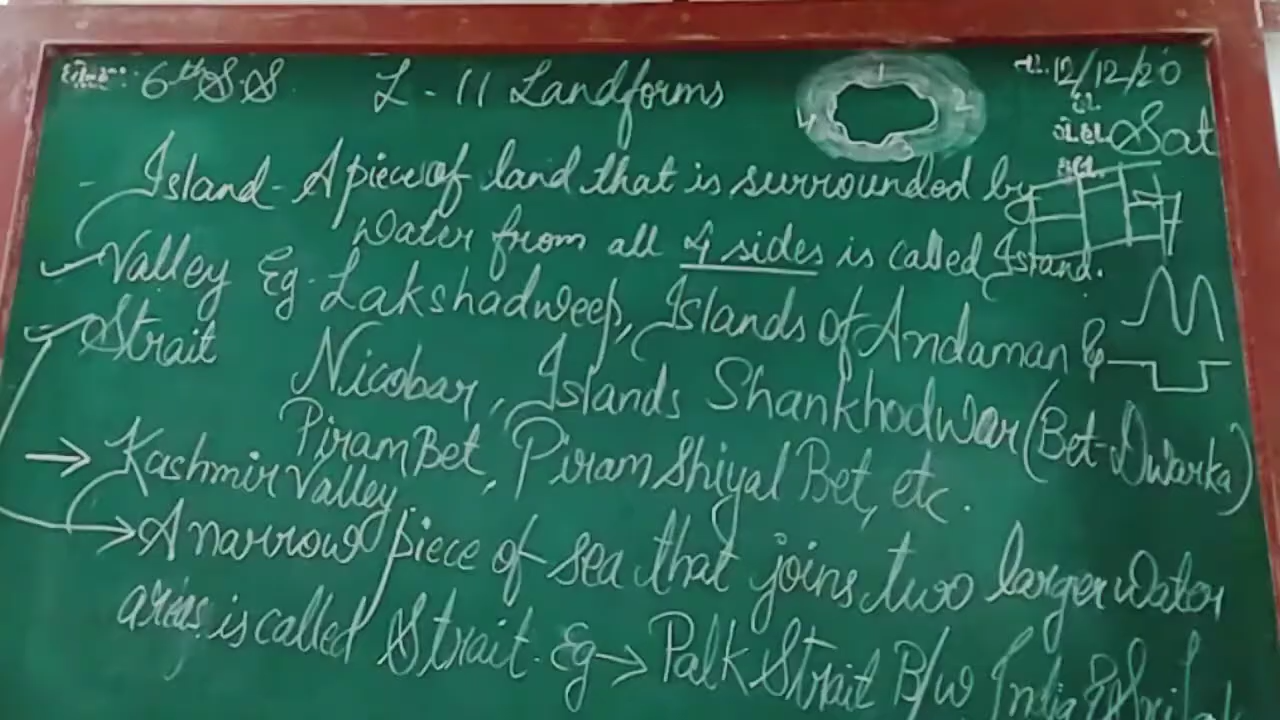 6th S.S. L-11 Landforms
તા. 12/12/20
Sat
1
2
4
Island - A piece of land that is surrounded by
water from all 4 sides is called Island.
Valley Eg. Lakshadweep, Islands of Andaman &
Strait Nicobar, Islands Shankhodwar (Bet-Dwarka)
Piram Bet, Piram Shiyal Bet, etc.
→ Kashmir Valley.
→ A narrow piece of sea that joins two larger water
areas is called Strait. Eg → Palk Strait B/w India &